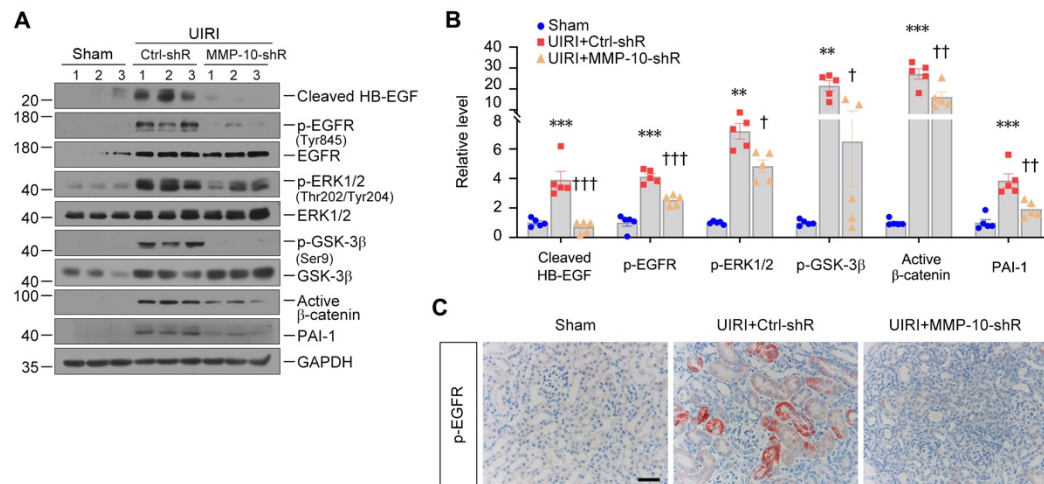 A
UIRI
Sham
Ctrl-shR
MMP-10-shR
1 2 3 1 2 3 1 2 3
20
Cleaved HB-EGF
180
p-EGFR
(Tyr845)
180
EGFR
40
p-ERK1/2
(Thr202/Tyr204)
40
ERK1/2
40
p-GSK-3β
(Ser9)
40
GSK-3β
100
Active
β-catenin
40
PAI-1
35
GAPDH
B
Sham
UIRI+Ctrl-shR
UIRI+MMP-10-shR
Relative level
40
30
20
10
8
6
4
2
0
***
†††
***
†††
**
†
**
†
***
††
***
††
Cleaved
HB-EGF
p-EGFR
p-ERK1/2
p-GSK-3β
Active
β-catenin
PAI-1
C
Sham
UIRI+Ctrl-shR
UIRI+MMP-10-shR
p-EGFR